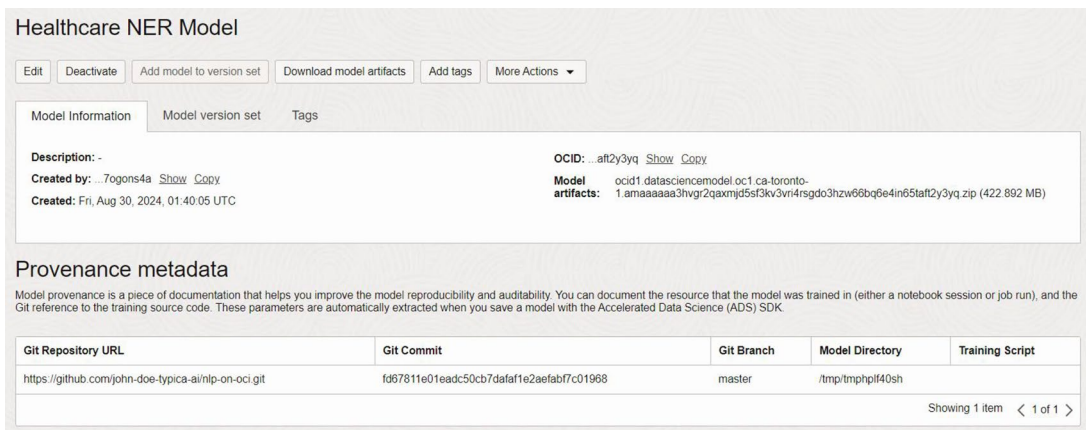 Healthcare NER Model
Edit Deactivate Add model to version set Download model artifacts Add tags More Actions
Model Information Model version set Tags
Description: - OCID: ...aft2y3yq Show Copy
Created by: ...7ogons4a Show Copy Model artifacts: ocid1.datasciencemodel.oc1.ca-toronto-
1.amaaaaaa3hvgr2qaxmjd5sf3kv3vri4rsgdo3hzw66bq6e4in65taft2y3yq.zip (422.892 MB)
Created: Fri, Aug 30, 2024, 01:40:05 UTC
Provenance metadata
Model provenance is a piece of documentation that helps you improve the model reproducibility and auditability. You can document the resource that the model was trained in (either a notebook session or job run), and the
Git reference to the training source code. These parameters are automatically extracted when you save a model with the Accelerated Data Science (ADS) SDK.
Git Repository URL Git Commit Git Branch Model Directory Training Script
https://github.com/john-doe-typica-ai/nlp-on-oci.git fd67811e01eadc50cb7dafaf1e2aefabf7c01968 master /tmp/tmphplf40sh
Showing 1 item < 1 of 1 >